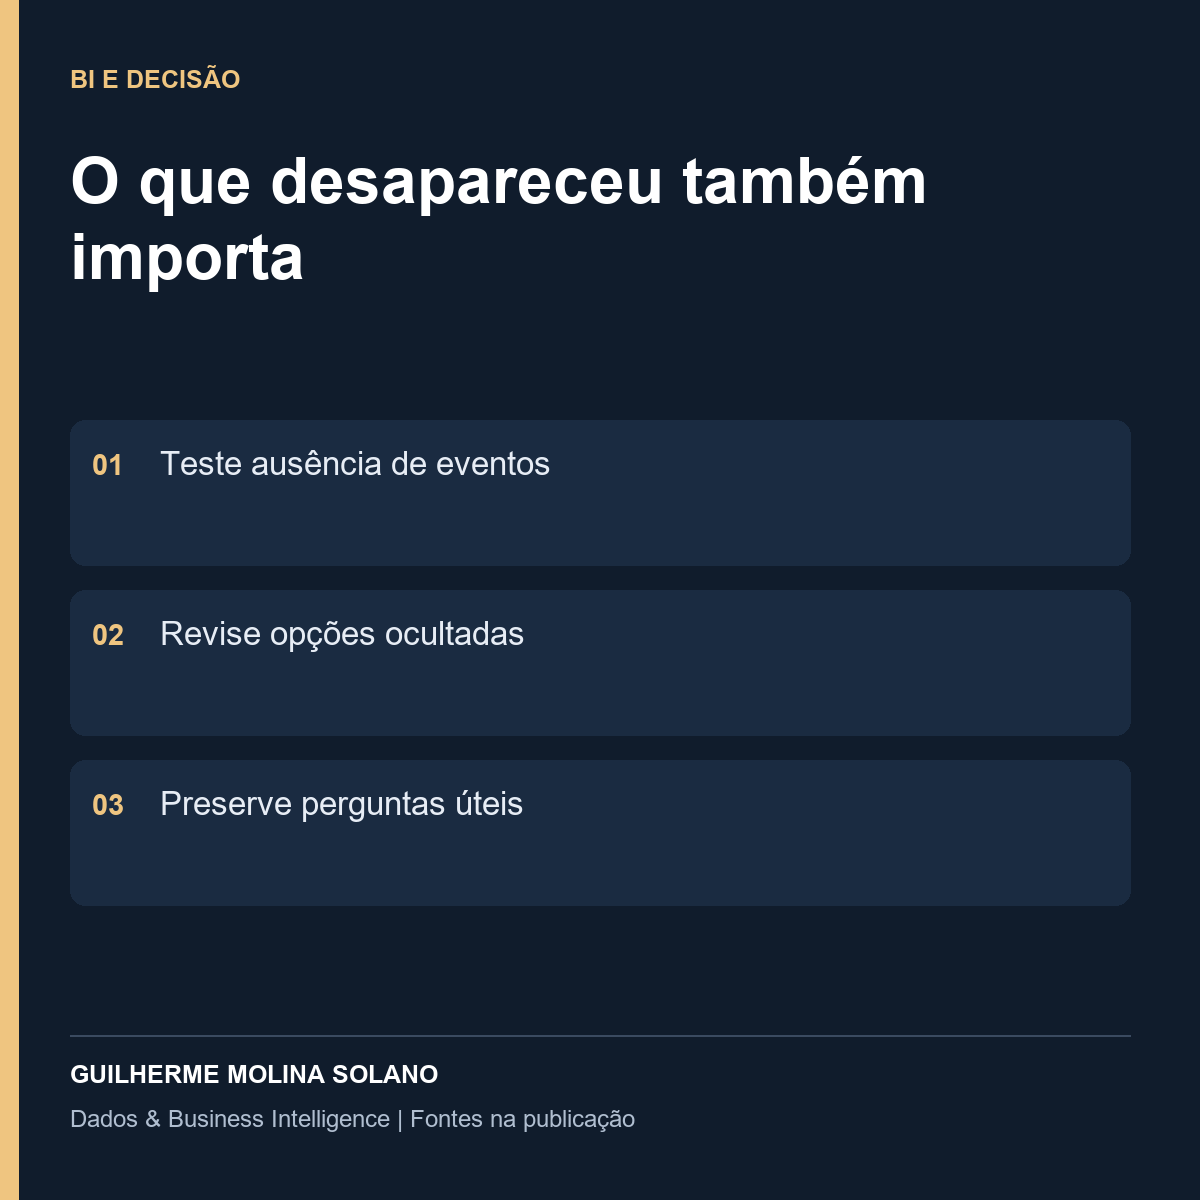 BI E DECISÃO
O que desapareceu também
importa
01 Teste ausência de eventos
02 Revise opções ocultadas
03 Preserve perguntas úteis
GUILHERME MOLINA SOLANO
Dados & Business Intelligence | Fontes na publicação